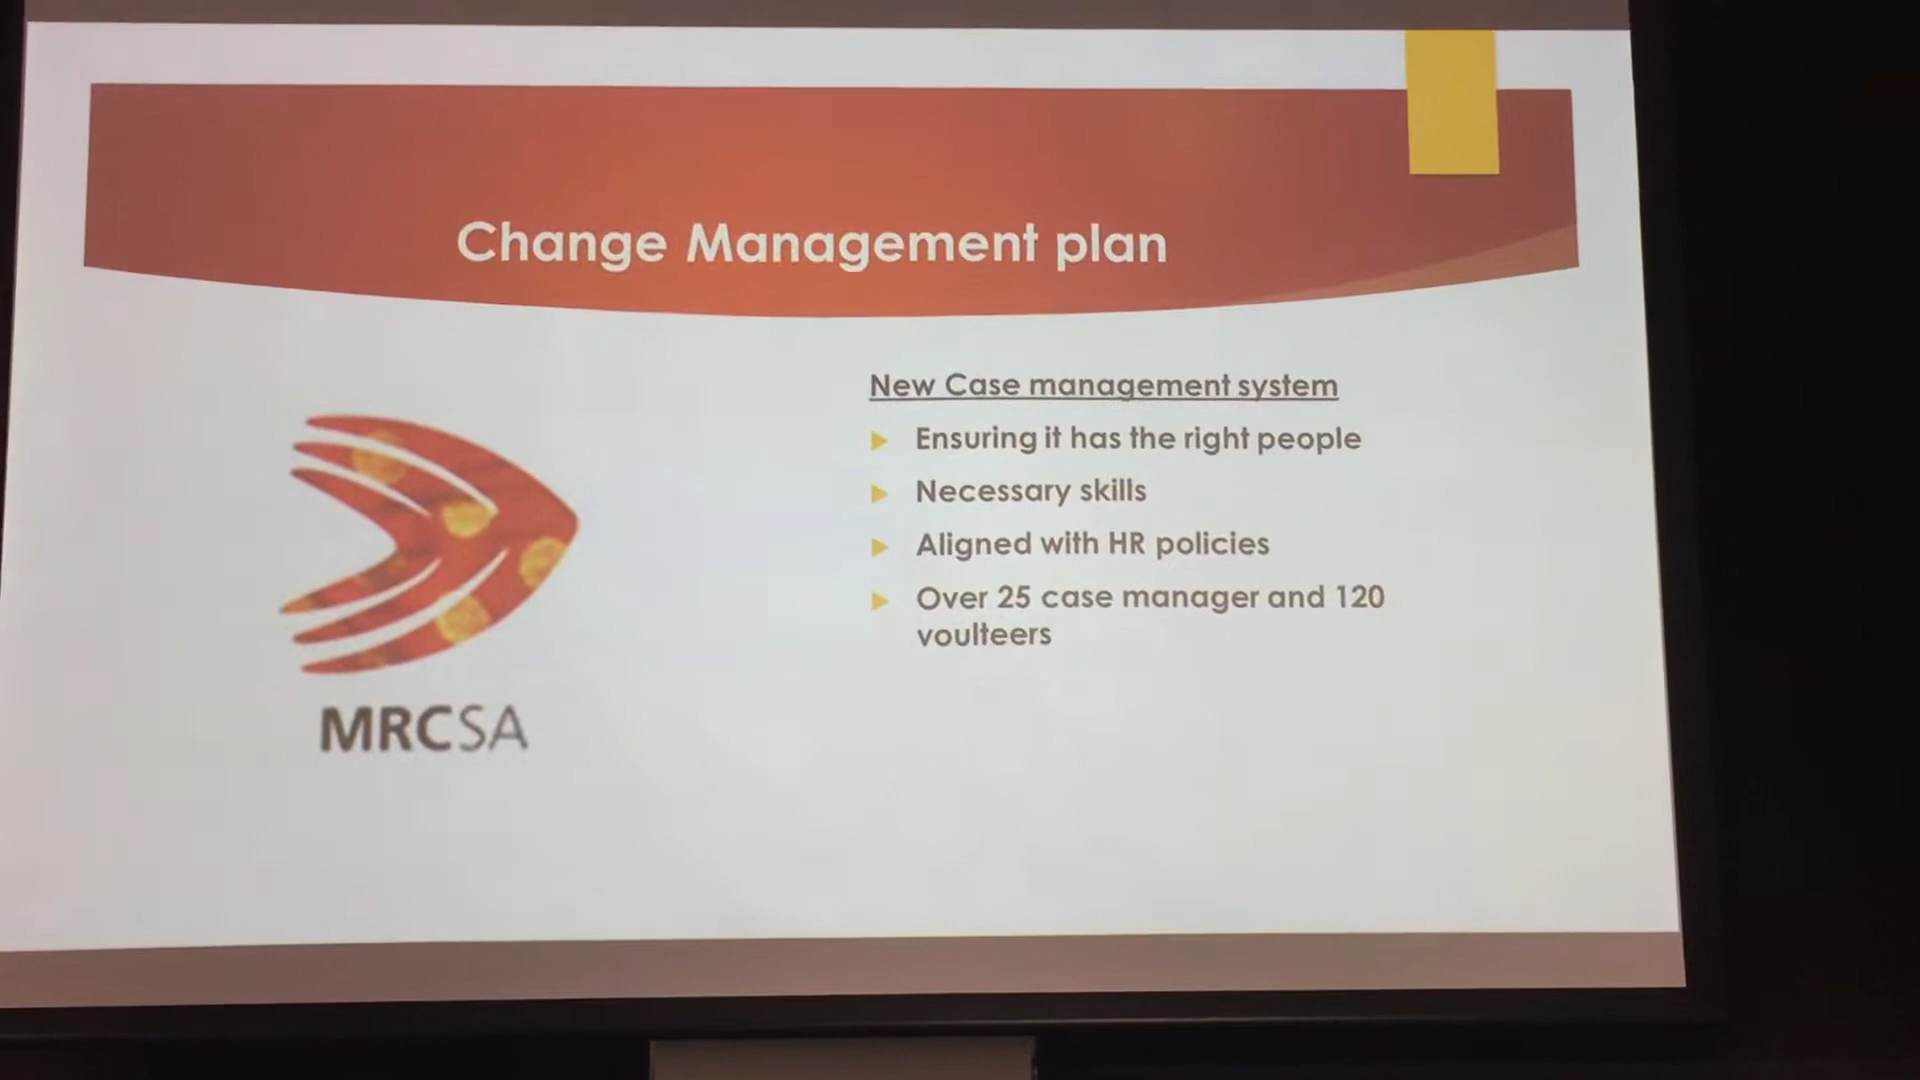 Change Management plan
New Case management system
Ensuring it has the right people
Necessary skills
Aligned with HR policies
Over 25 case manager and 120
voulteers
MRCSA